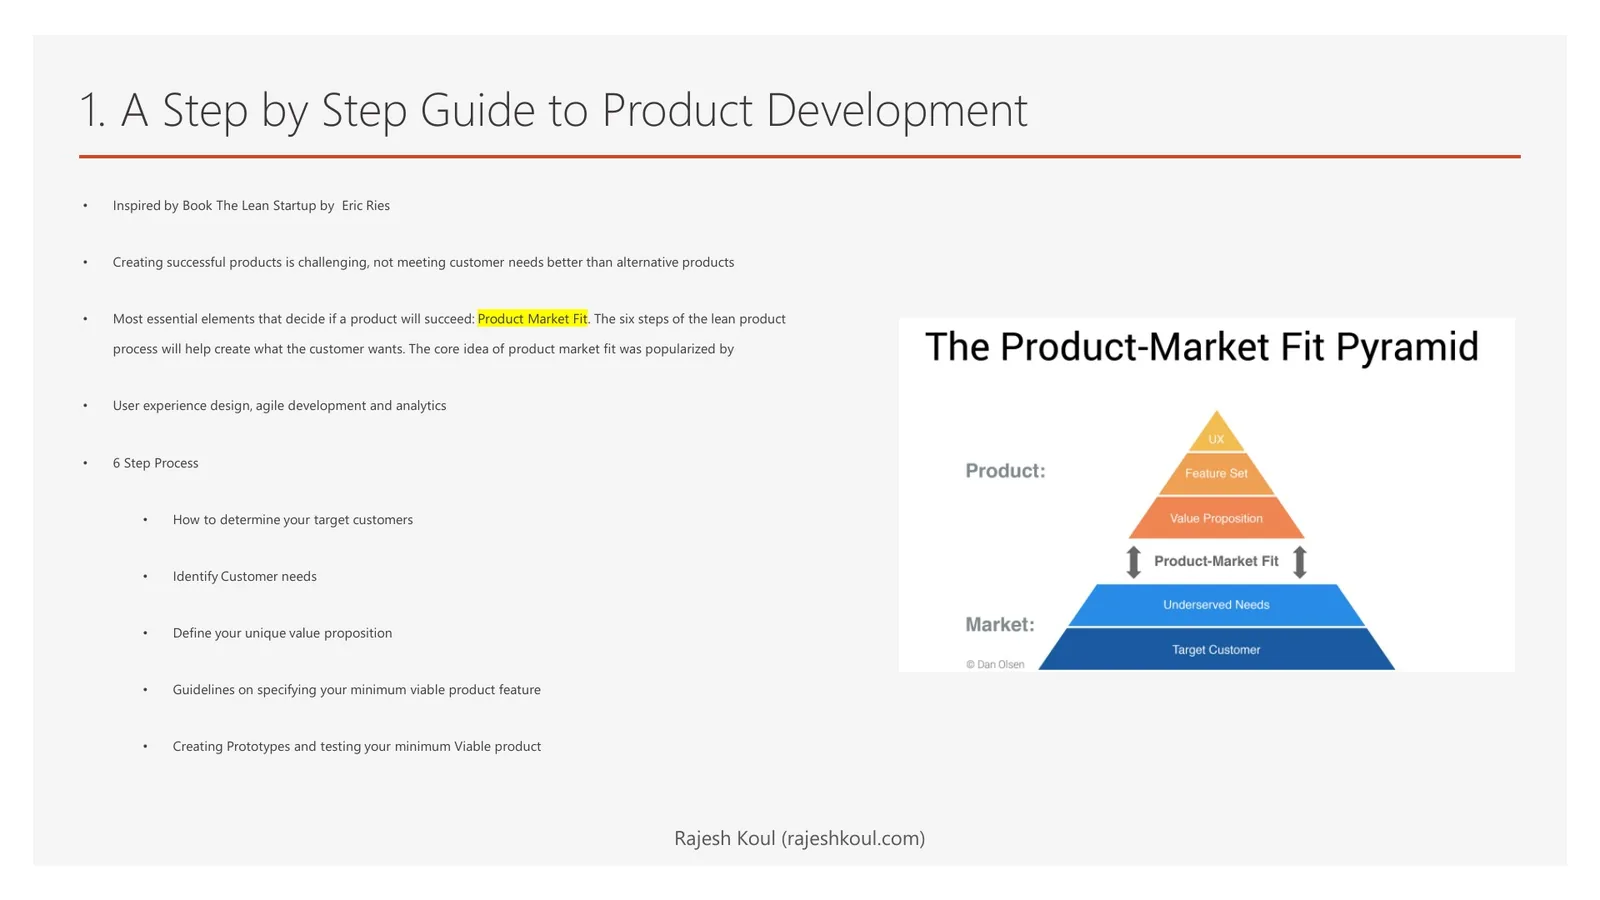 1. A Step by Step Guide to Product Development
• Inspired by Book The Lean Startup by  Eric Ries
• Creating successful products is challenging, not meeting customer needs better than alternative products
• Most essential elements that decide if a product will succeed: Product Market Fit. The six steps of the lean product
process will help create what the customer wants. The core idea of product market fit was popularized by
• User experience design, agile development and analytics
• 6 Step Process
• How to determine your target customers
• Identify Customer needs
• Define your unique value proposition
• Guidelines on specifying your minimum viable product feature
• Creating Prototypes and testing your minimum Viable product
The Product-Market Fit Pyramid
UX
Product:
Feature Set
Value Proposition
Product-Market Fit
Underserved Needs
Market:
Target Customer
© Dan Olsen
Rajesh Koul (rajeshkoul.com)